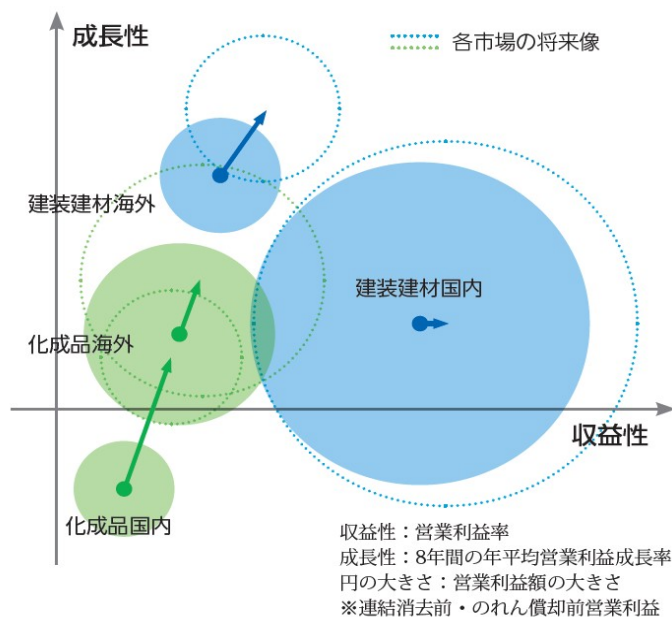 成長性
各市場の将来像
建装建材海外
建装建材国内
化成品海外
収益性
化成品国内
収益性：営業利益率
成長性：8年間の年平均営業利益成長率
円の大きさ：営業利益額の大きさ
※連結消去前・のれん償却前営業利益